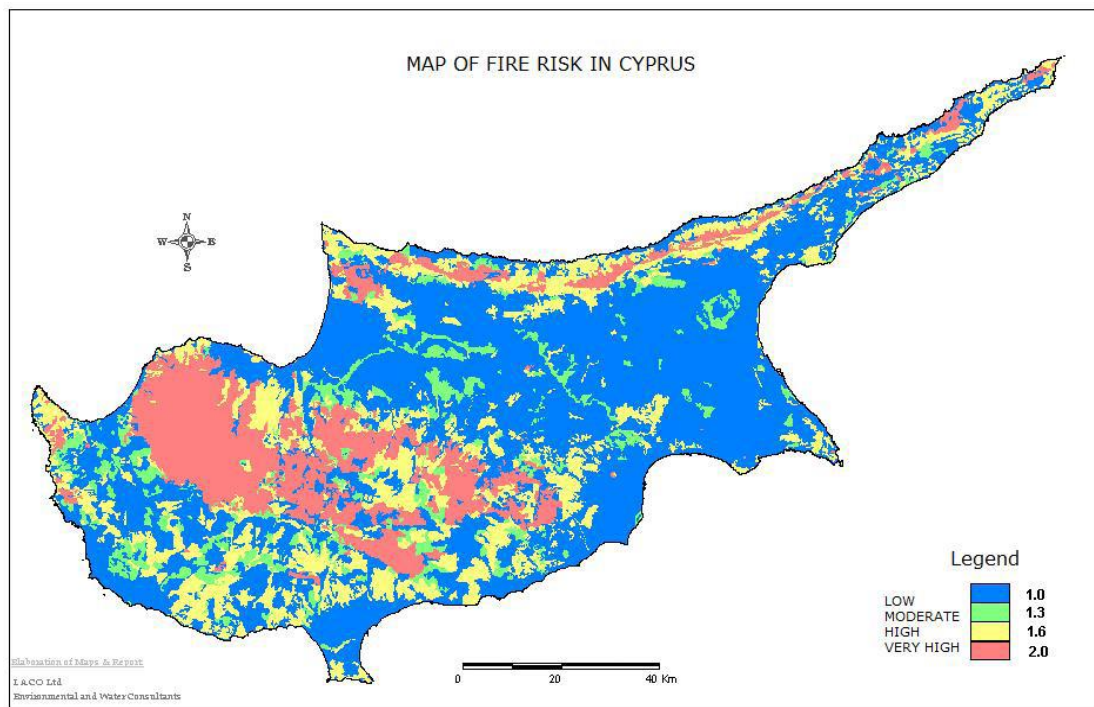 MAP OF FIRE RISK IN CYPRUS
N
W E
S
Legend
LOW 1.0
MODERATE 1.3
HIGH 1.6
VERY HIGH 2.0
0 20 40 Km
Elaboration of Maps & Report
I.A.CO Ltd
Environmental and Water Consultants